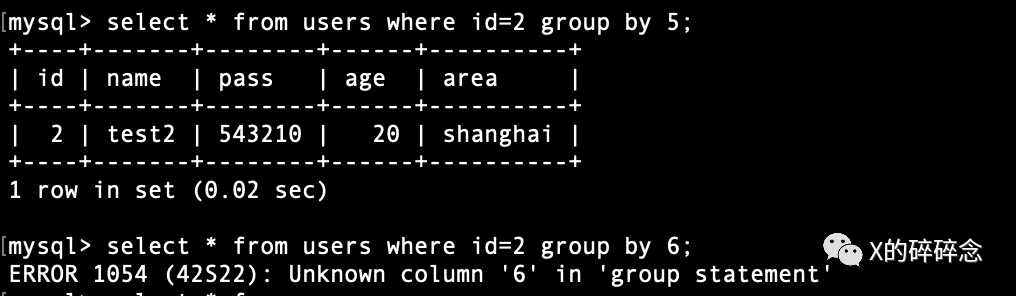 [mysql> select * from users where id=2 group by 5;
+----+-------+--------+------+----------+
| id | name  | pass   | age  | area     |
+----+-------+--------+------+----------+
|  2 | test2 | 543210 |   20 | shanghai |
+----+-------+--------+------+----------+
1 row in set (0.02 sec)
[mysql> select * from users where id=2 group by 6;
ERROR 1054 (42S22): Unknown column '6' in 'group statement'
X的碎碎念